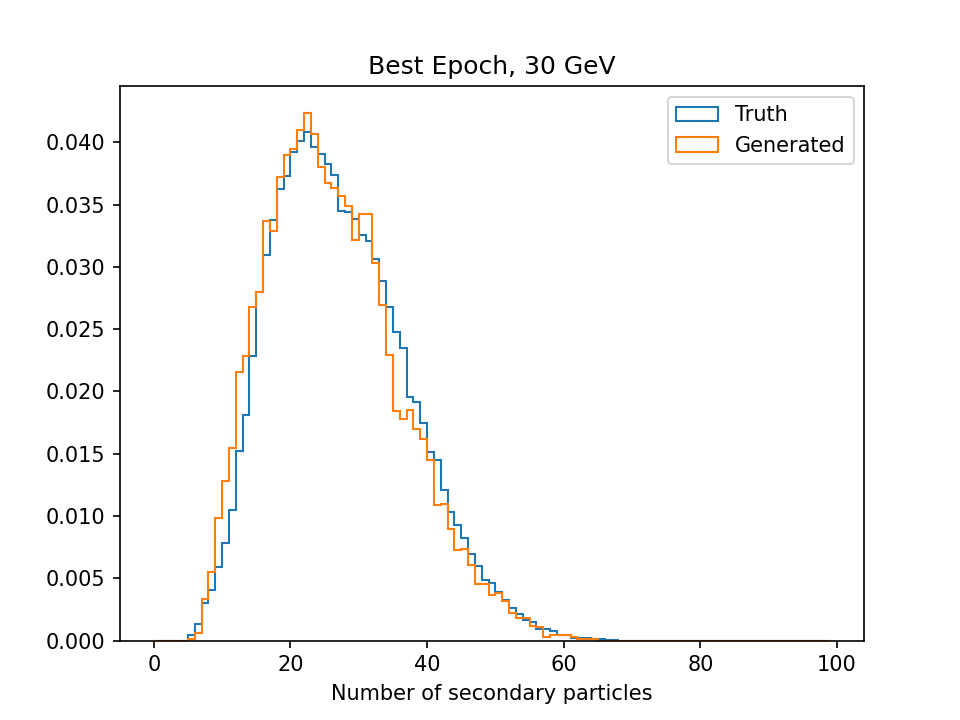 Best Epoch, 30 GeV
Truth
Generated
0.040
0.035
0.030
0.025
0.020
0.015
0.010
0.005
0.000
0 20 40 60 80 100
Number of secondary particles